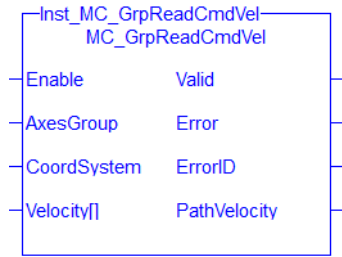 Inst_MC_GrpReadCmdVel
MC_GrpReadCmdVel
Enable Valid
AxesGroup Error
CoordSystem ErrorID
Velocity[] PathVelocity